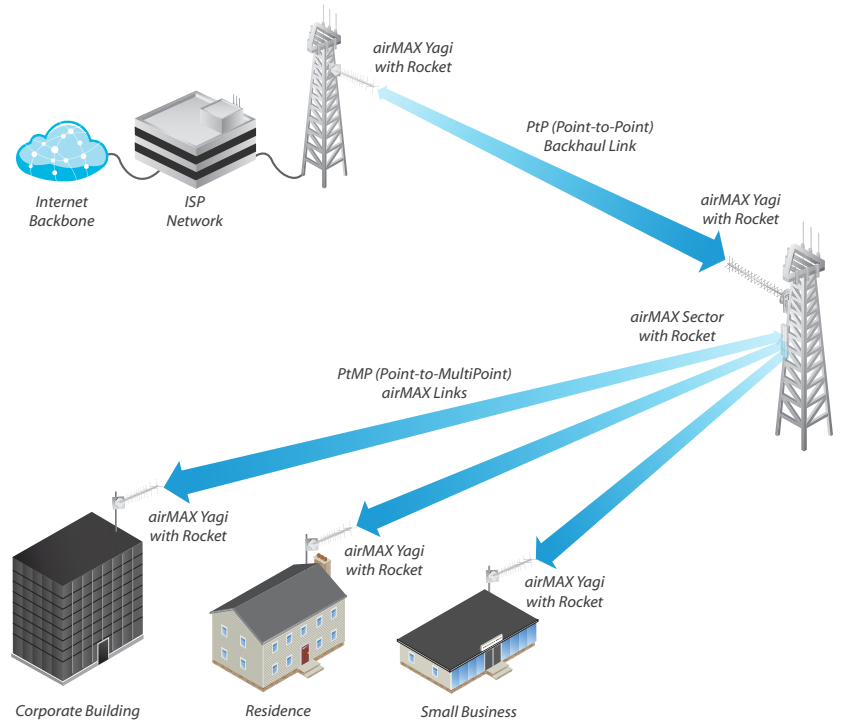 airMAX Yagi
with Rocket
PtP (Point-to-Point)
Backhaul Link
Internet
Backbone
ISP
Network
airMAX Yagi
with Rocket
airMAX Sector
with Rocket
PtMP (Point-to-MultiPoint)
airMAX Links
airMAX Yagi
with Rocket
airMAX Yagi
with Rocket
airMAX Yagi
with Rocket
Corporate Building
Residence
Small Business